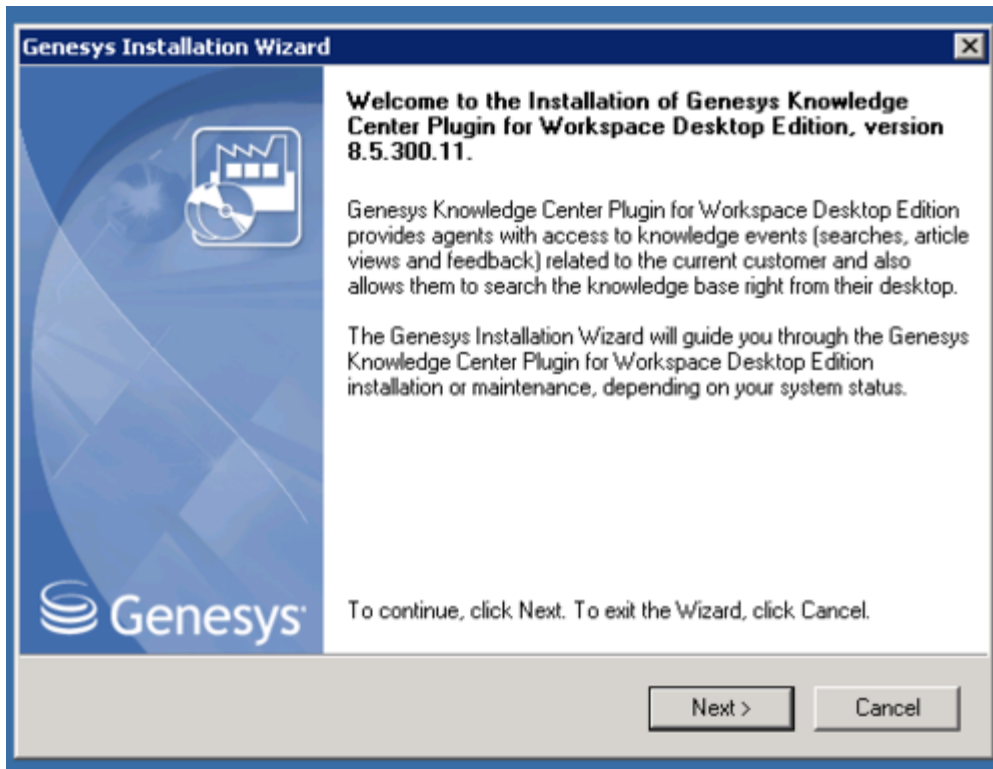 Genesys Installation Wizard
Welcome to the Installation of Genesys Knowledge
Center Plugin for Workspace Desktop Edition, version
8.5.300.11.
Genesys Knowledge Center Plugin for Workspace Desktop Edition
provides agents with access to knowledge events (searches, article
views and feedback) related to the current customer and also
allows them to search the knowledge base right from their desktop.
The Genesys Installation Wizard will guide you through the Genesys
Knowledge Center Plugin for Workspace Desktop Edition
installation or maintenance, depending on your system status.
Genesys
To continue, click Next. To exit the Wizard, click Cancel.
Next >
Cancel